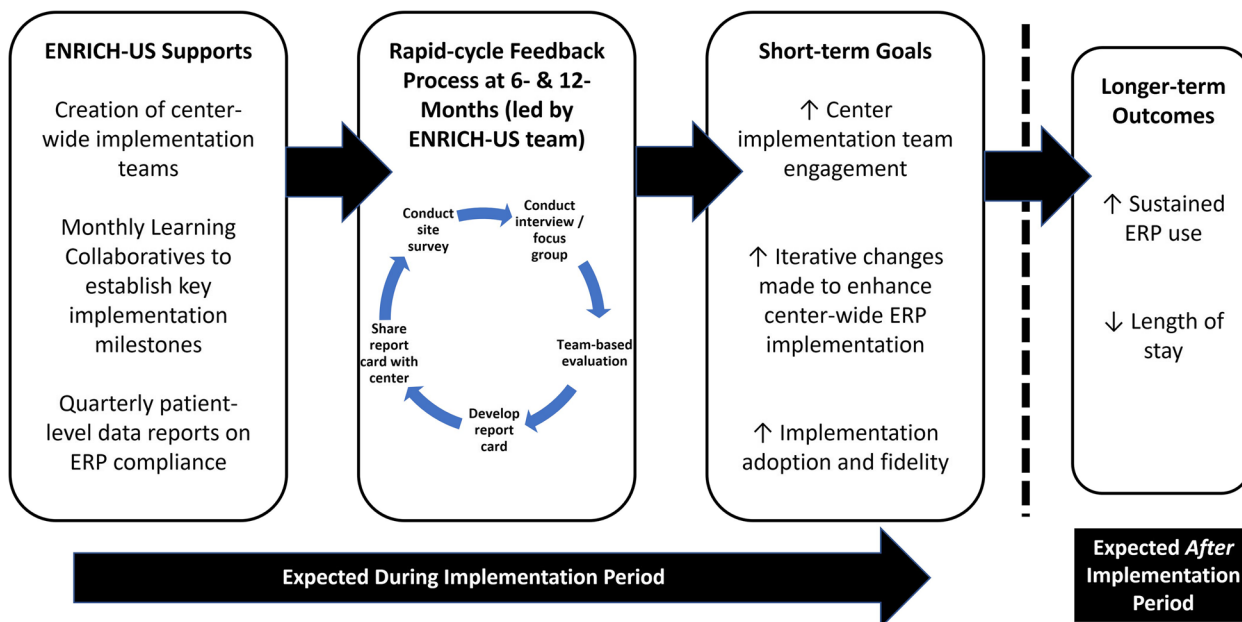 ENRICH-US Supports
Creation of center-
wide implementation
teams
Monthly Learning
Collaboratives to
establish key
implementation
milestones
Quarterly patient-
level data reports on
ERP compliance
Rapid-cycle Feedback
Process at 6- & 12-
Months (led by
ENRICH-US team)
Conduct
site
survey
Conduct
interview /
focus
group
Team-based
evaluation
Develop
report
card
Share
report
card with
center
Short-term Goals
↑ Center
implementation team
engagement
↑ Iterative changes
made to enhance
center-wide ERP
implementation
↑ Implementation
adoption and fidelity
Longer-term
Outcomes
↑ Sustained
ERP use
↓ Length of
stay
Expected During Implementation Period
Expected After
Implementation
Period